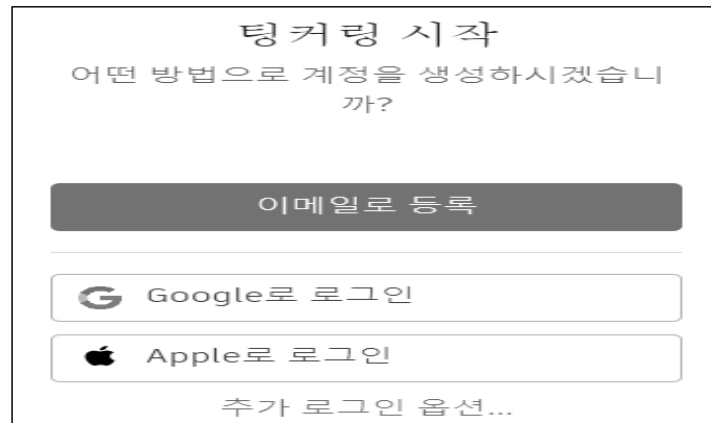 팅커링 시작
어떤 방법으로 계정을 생성하시겠습니
까?
이메일로 등록
Google로 로그인
Apple로 로그인
추가 로그인 옵션...